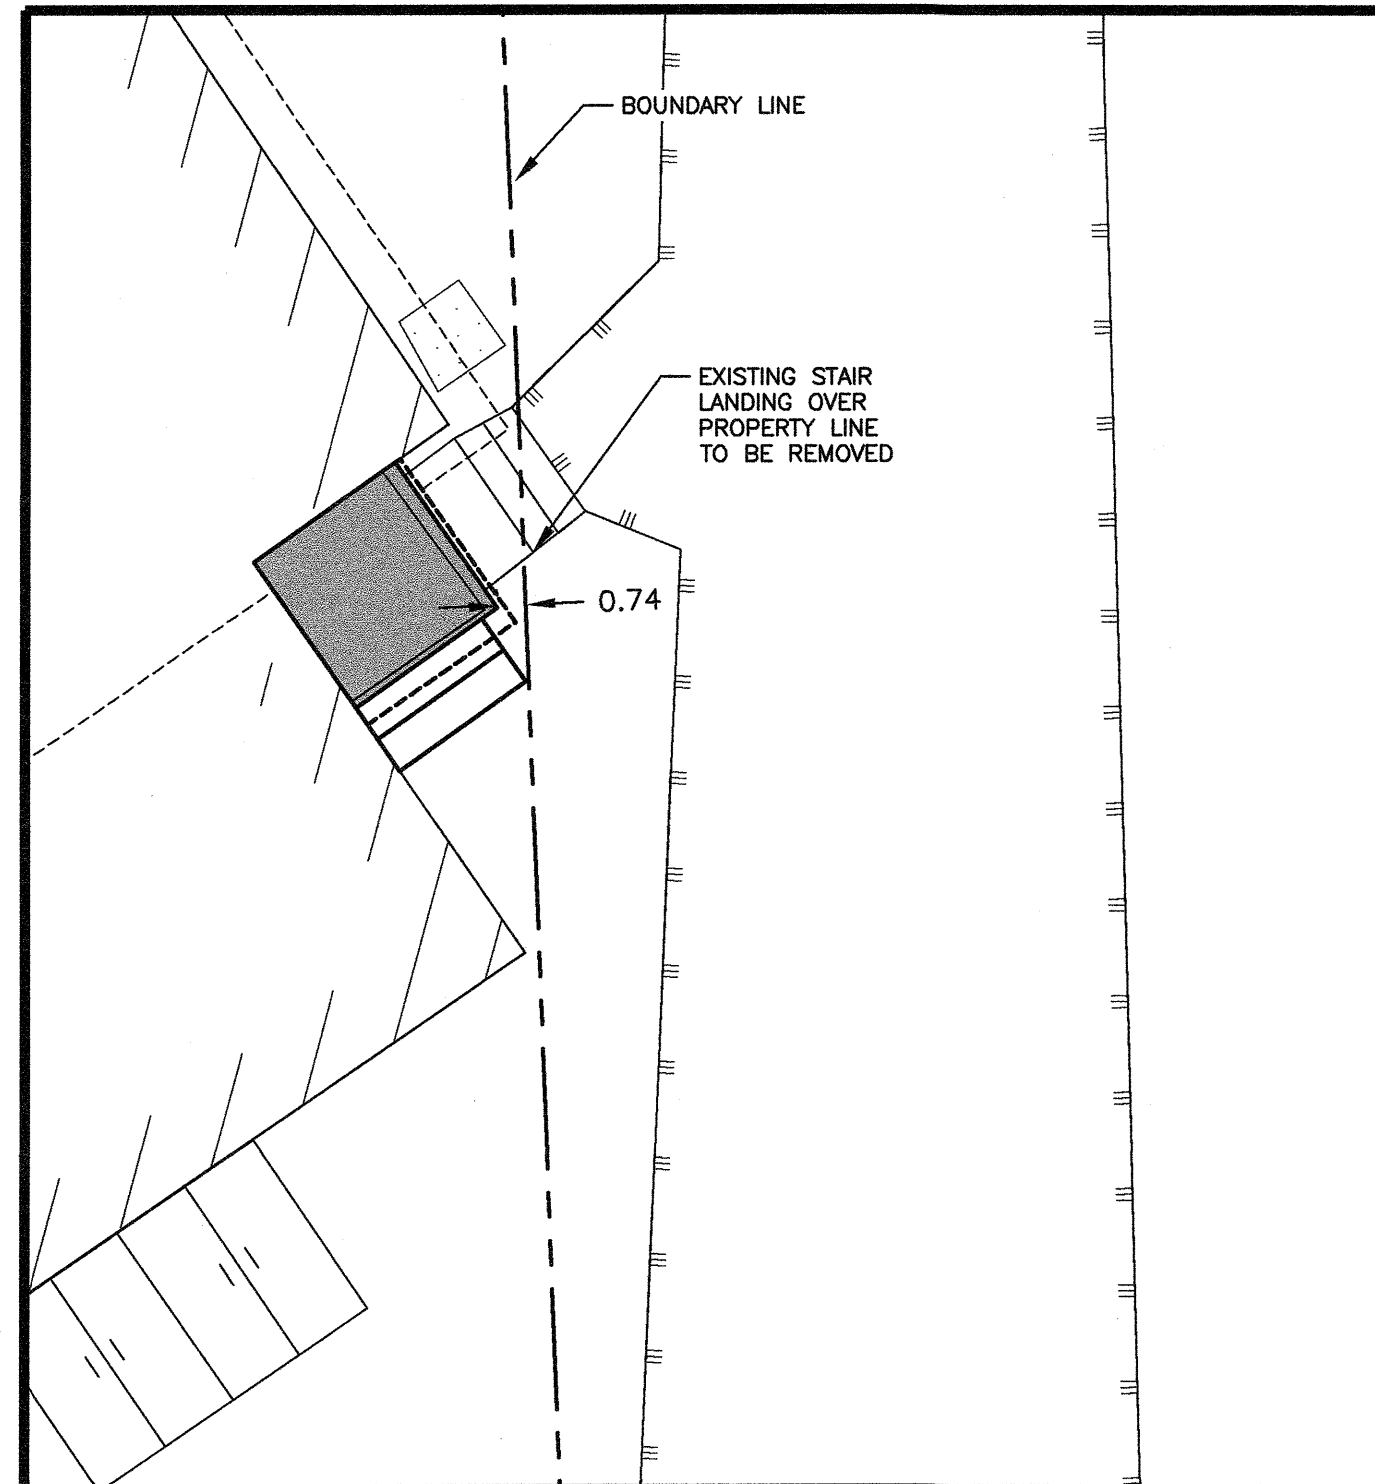 BOUNDARY LINE
EXISTING STAIR
LANDING OVER
PROPERTY LINE
TO BE REMOVED
0.74